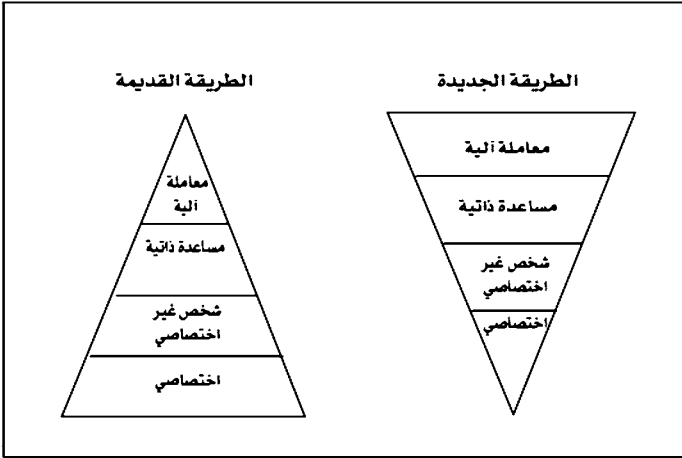 الطريقة الجديدة
معاملة آلية
مساعدة ذاتية
شخص غير
اختصاصي
اختصاصي
الطريقة القديمة
معاملة
آلية
مساعدة ذاتية
شخص غير
اختصاصي
اختصاصي